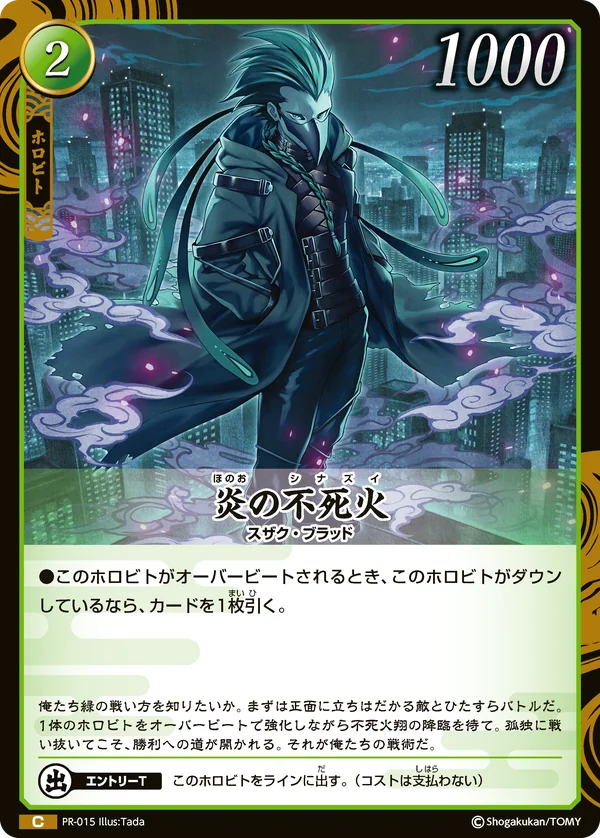 2
1000
ホロビト
ほのお シナズイ
炎の不死火
スザク・ブラッド
●このホロビトがオーバービートされるとき、このホロビトがダウン
まい ひ
しているなら、カードを1枚引く。
俺たち緑の戦い方を知りたいか。まずは正面に立ちはだかる敵とひたすらバトルだ。
1体のホロビトをオーバービートで強化しながら不死火翔の降臨を待て。孤独に戦
い抜いてこそ、勝利への道が開かれる。それが俺たちの戦術だ。
だ しはら
出 エントリーT このホロビトをラインに出す。(コストは支払わない)
C PR-015 Illus:Tada ©Shogakukan/TOMY